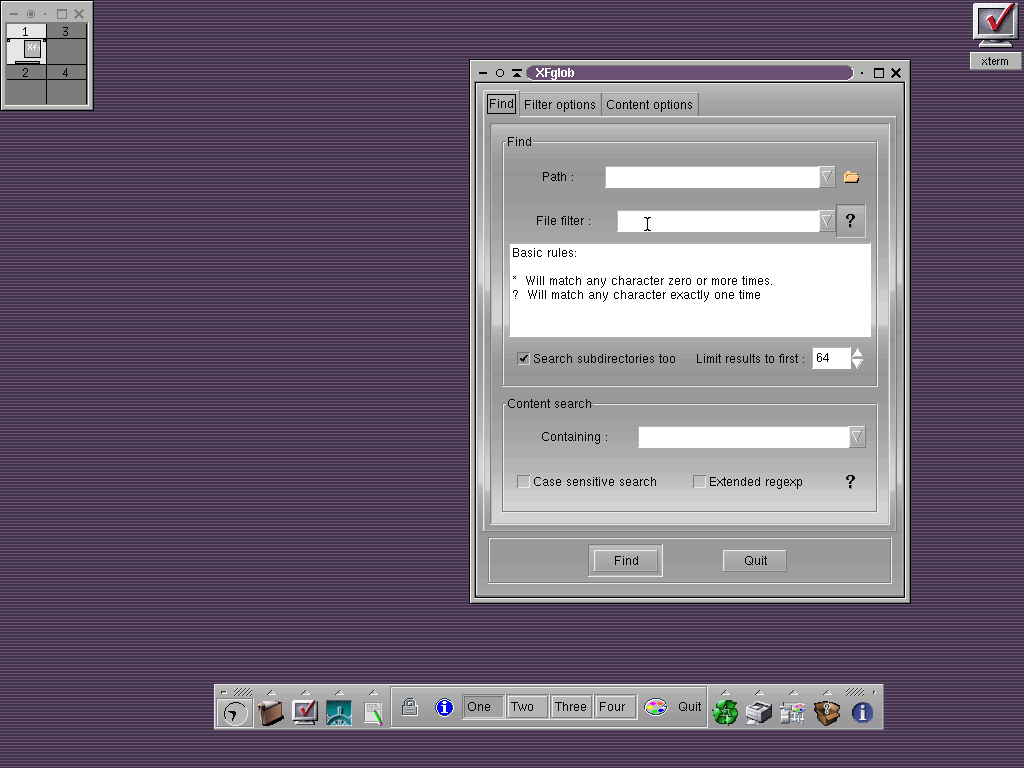 1 3
2 4
Xfi
xterm
XFglob
Find Filter options Content options
Find
Path :
File filter : ?
Basic rules:
* Will match any character zero or more times.
? Will match any character exactly one time
Search subdirectories too Limit results to first : 64
Content search
Containing :
Case sensitive search Extended regexp ?
Find Quit
One Two Three Four Quit